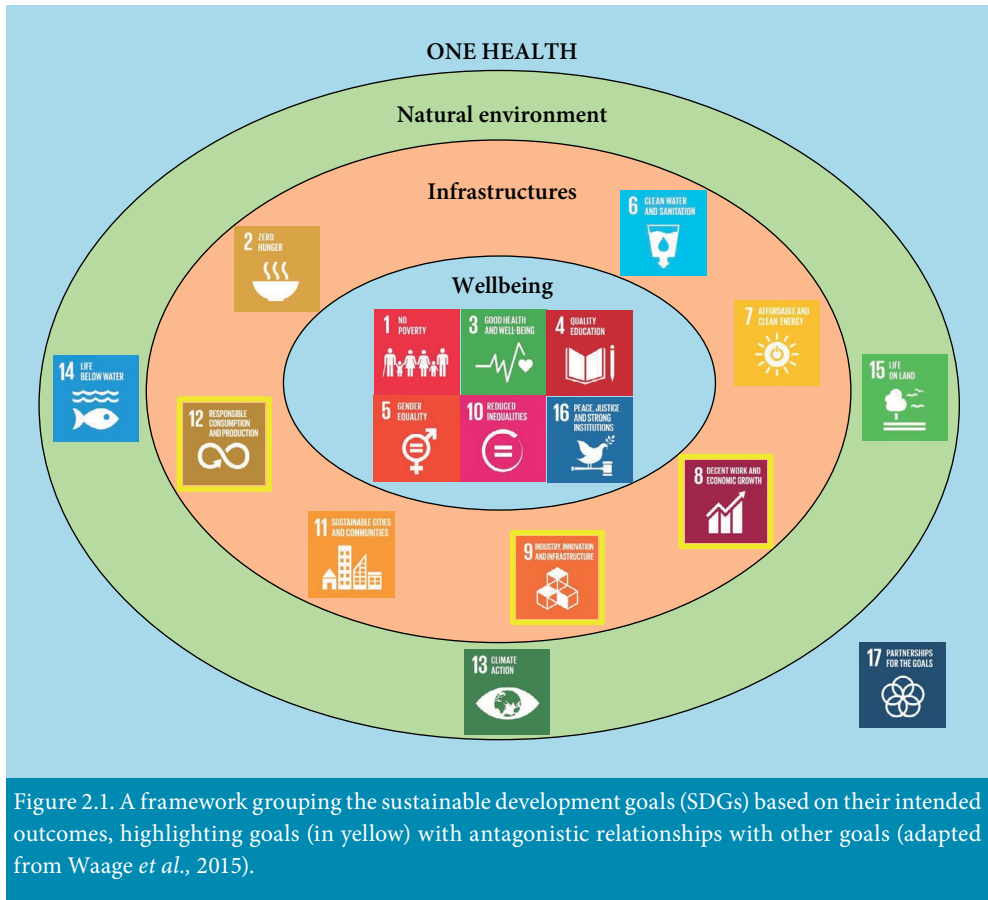 ONE HEALTH
Natural environment
Infrastructures
6 CLEAN WATER
AND SANITATION
2 ZERO
HUNGER
Wellbeing
7 AFFORDABLE AND
CLEAN ENERGY
1 NO
POVERTY
3 GOOD HEALTH
AND WELL-BEING
4 QUALITY
EDUCATION
14 LIFE
BELOW WATER
15 LIFE
ON LAND
12 RESPONSIBLE
CONSUMPTION
AND PRODUCTION
5 GENDER
EQUALITY
10 REDUCED
INEQUALITIES
16 PEACE, JUSTICE
AND STRONG
INSTITUTIONS
8 DECENT WORK AND
ECONOMIC GROWTH
11 SUSTAINABLE CITIES
AND COMMUNITIES
9 INDUSTRY, INNOVATION
AND INFRASTRUCTURE
13 CLIMATE
ACTION
17 PARTNERSHIPS
FOR THE GOALS
Figure 2.1. A framework grouping the sustainable development goals (SDGs) based on their intended
outcomes, highlighting goals (in yellow) with antagonistic relationships with other goals (adapted
from Waage et al., 2015).